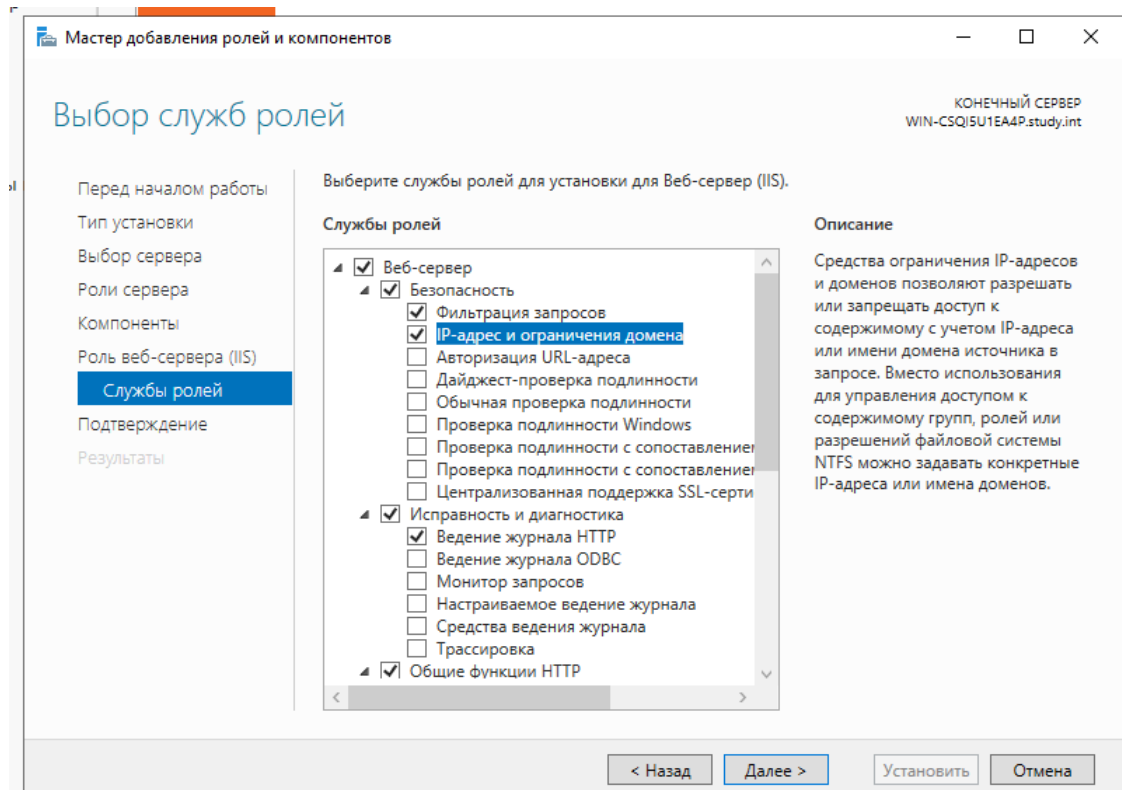 Мастер добавления ролей и компонентов
Выбор служб ролей
КОНЕЧНЫЙ СЕРВЕР
WIN-CSQI5U1EA4P.study.int
ы
Перед началом работы
Тип установки
Выбор сервера
Роли сервера
Компоненты
Роль веб-сервера (IIS)
Службы ролей
Подтверждение
Результаты
Выберите службы ролей для установки для Веб-сервер (IIS).
Службы ролей
Веб-сервер
Безопасность
Фильтрация запросов
IP-адрес и ограничения домена
Авторизация URL-адреса
Дайджест-проверка подлинности
Обычная проверка подлинности
Проверка подлинности Windows
Проверка подлинности с сопоставление
Проверка подлинности с сопоставление
Централизованная поддержка SSL-серти
Исправность и диагностика
Ведение журнала HTTP
Ведение журнала ODBC
Монитор запросов
Настраиваемое ведение журнала
Средства ведения журнала
Трассировка
Общие функции HTTP
Описание
Средства ограничения IP-адресов
и доменов позволяют разрешать
или запрещать доступ к
содержимому с учетом IP-адреса
или имени домена источника в
запросе. Вместо использования
для управления доступом к
содержимому групп, ролей или
разрешений файловой системы
NTFS можно задавать конкретные
IP-адреса или имена доменов.
< Назад
Далее >
Установить
Отмена